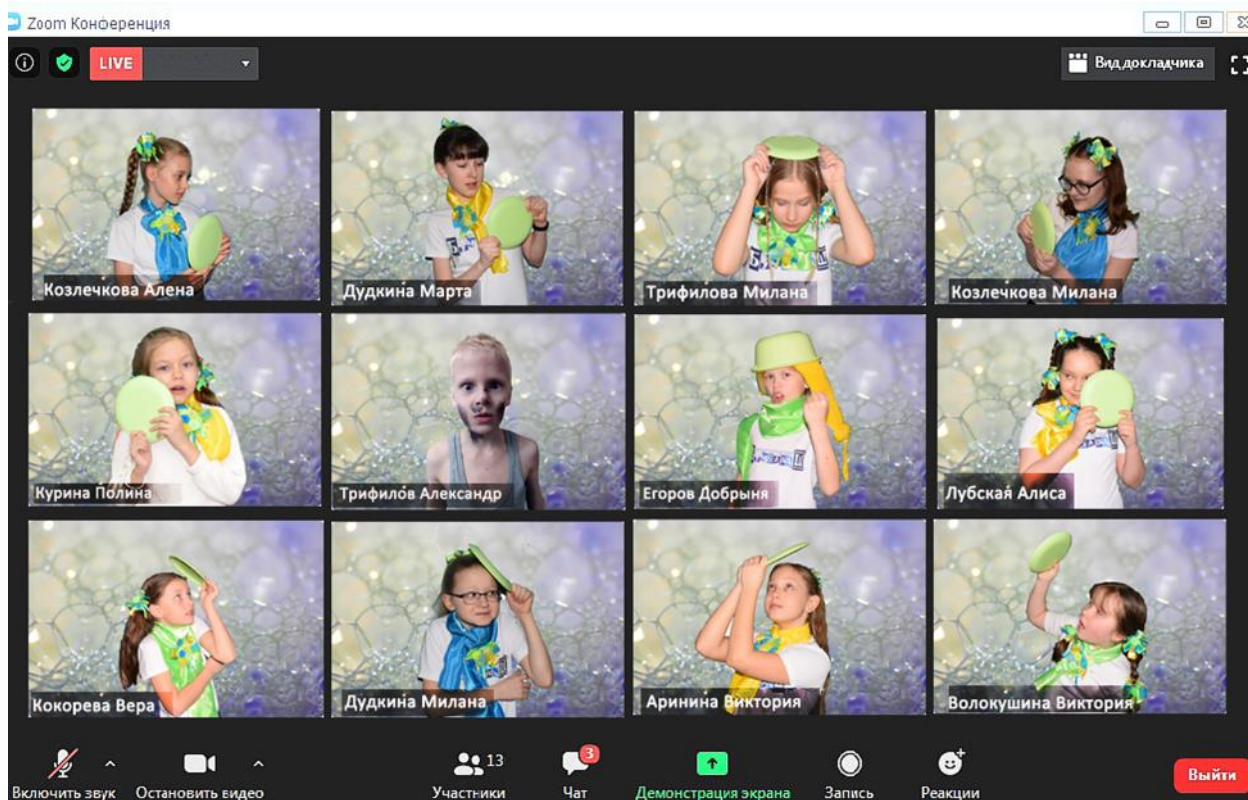 Zoom Конференция
LIVE
Вид докладчика
Козлечкова Алена
Дудкина Марта
Трифилова Милана
Козлечкова Милана
Курина Полина
Трифилов Александр
Егоров Добрыня
Лубская Алиса
Кокорева Вера
Дудкина Милана
Аринина Виктория
Волокушина Виктория
13
3
Включить звук
Остановить видео
Участники
Чат
Демонстрация экрана
Запись
Реакции
Выйти